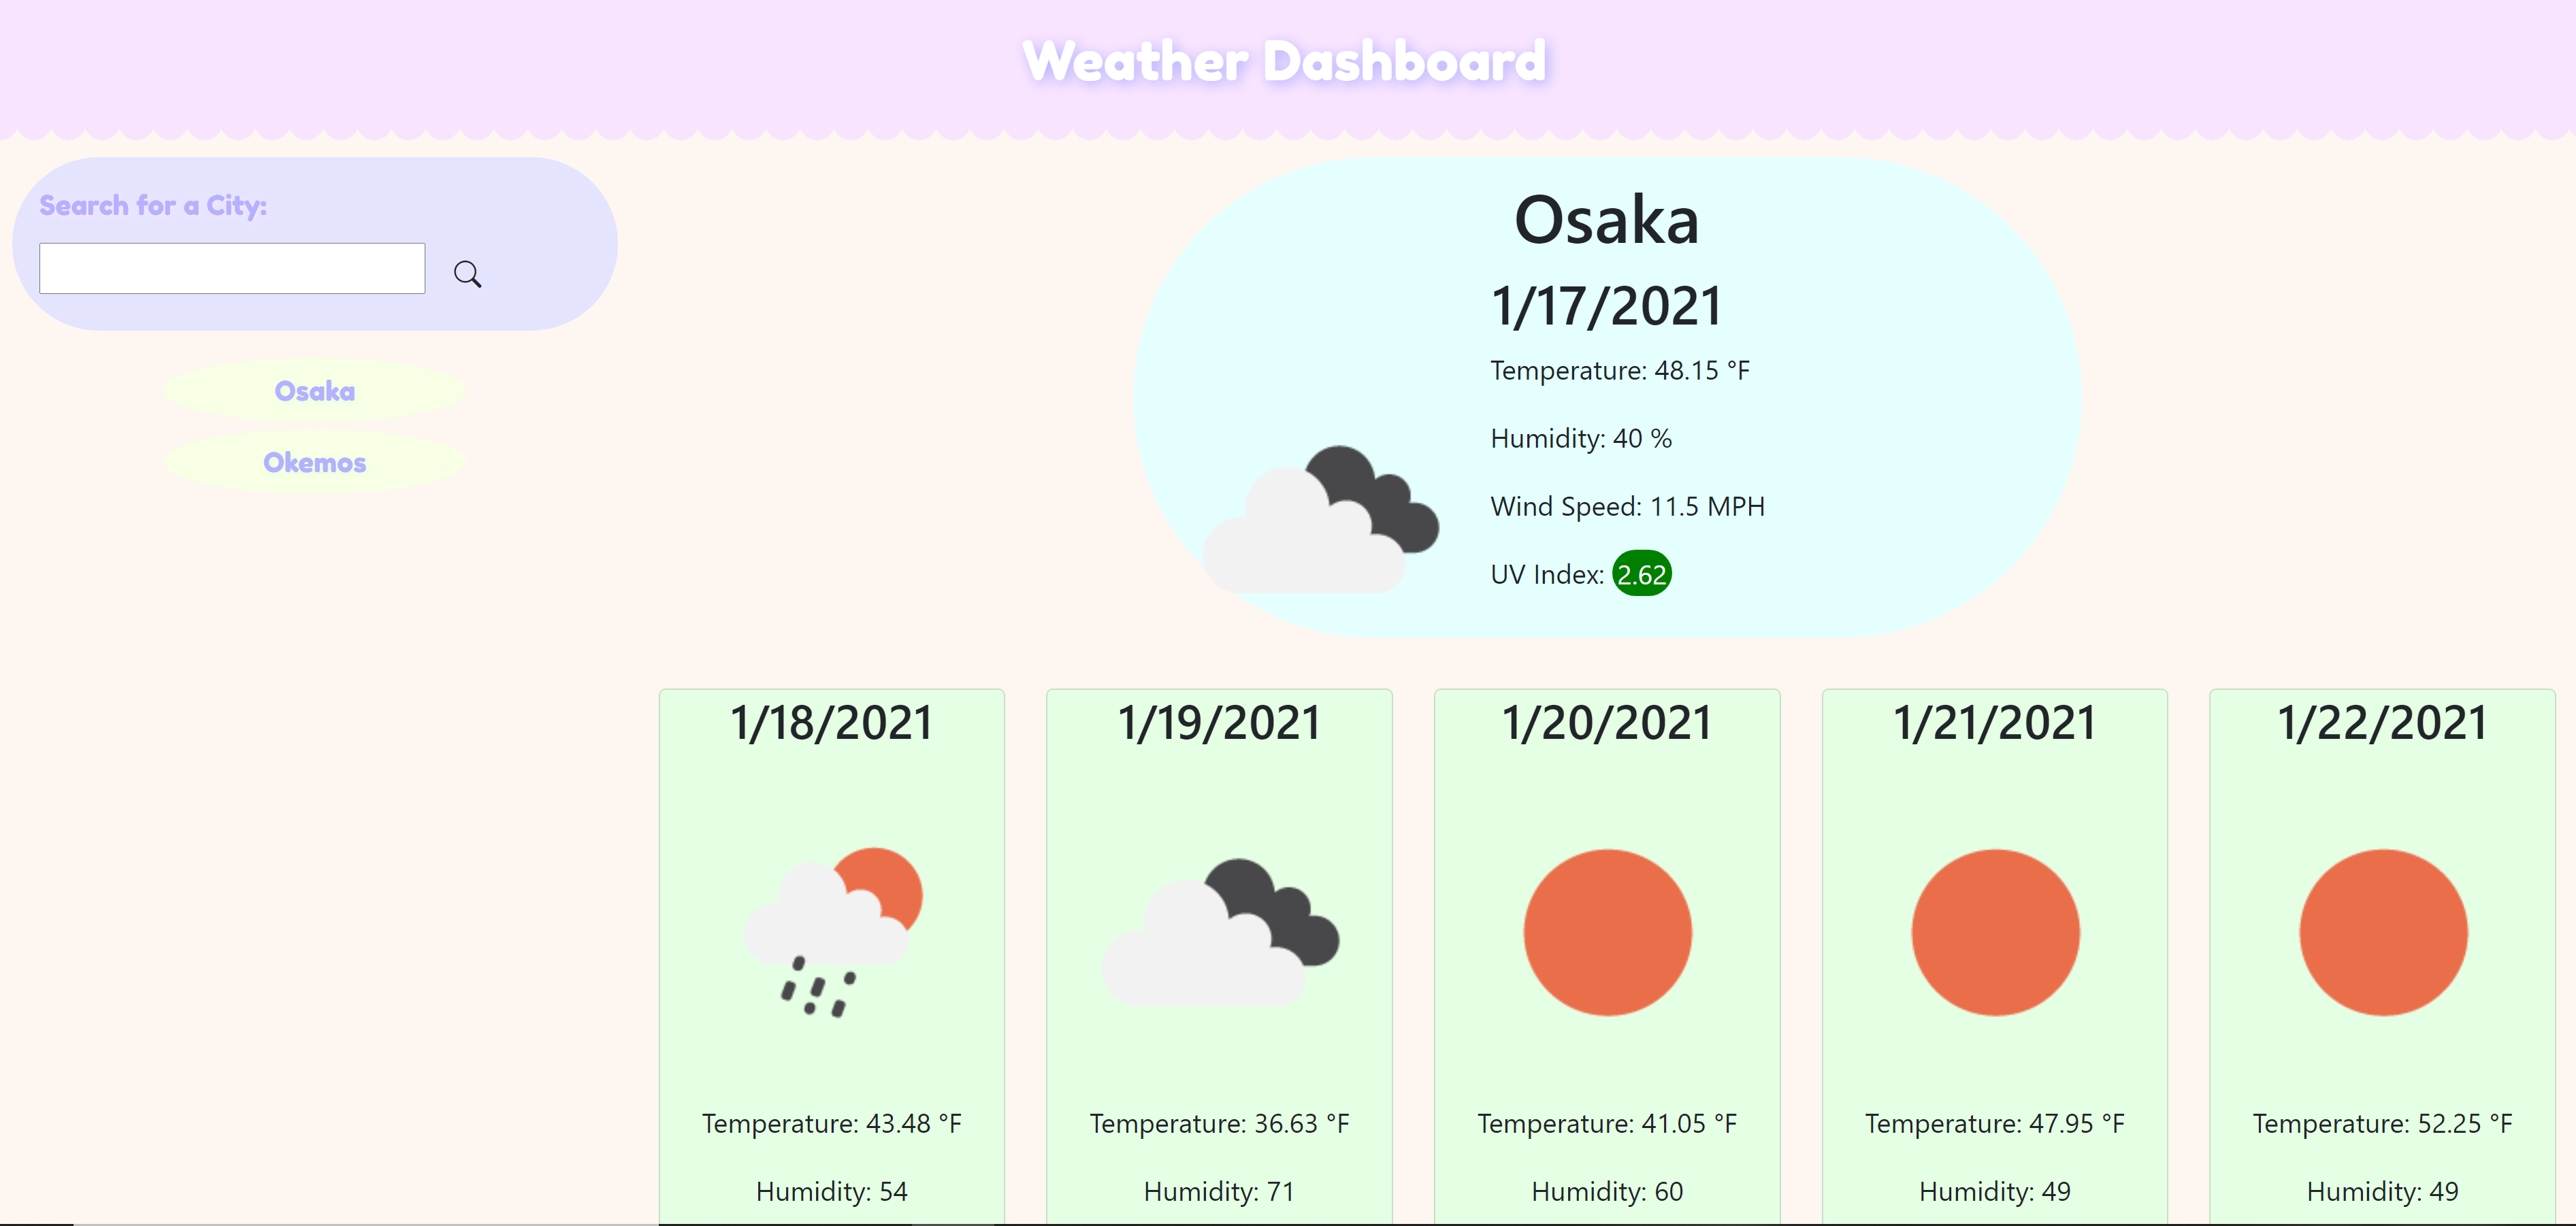 Weather Dashboard
Search for a City:
Osaka
Okemos
Osaka
1/17/2021
Temperature: 48.15 °F
Humidity: 40 %
Wind Speed: 11.5 MPH
UV Index: 2.62
1/18/2021
Temperature: 43.48 °F
Humidity: 54
1/19/2021
Temperature: 36.63 °F
Humidity: 71
1/20/2021
Temperature: 41.05 °F
Humidity: 60
1/21/2021
Temperature: 47.95 °F
Humidity: 49
1/22/2021
Temperature: 52.25 °F
Humidity: 49